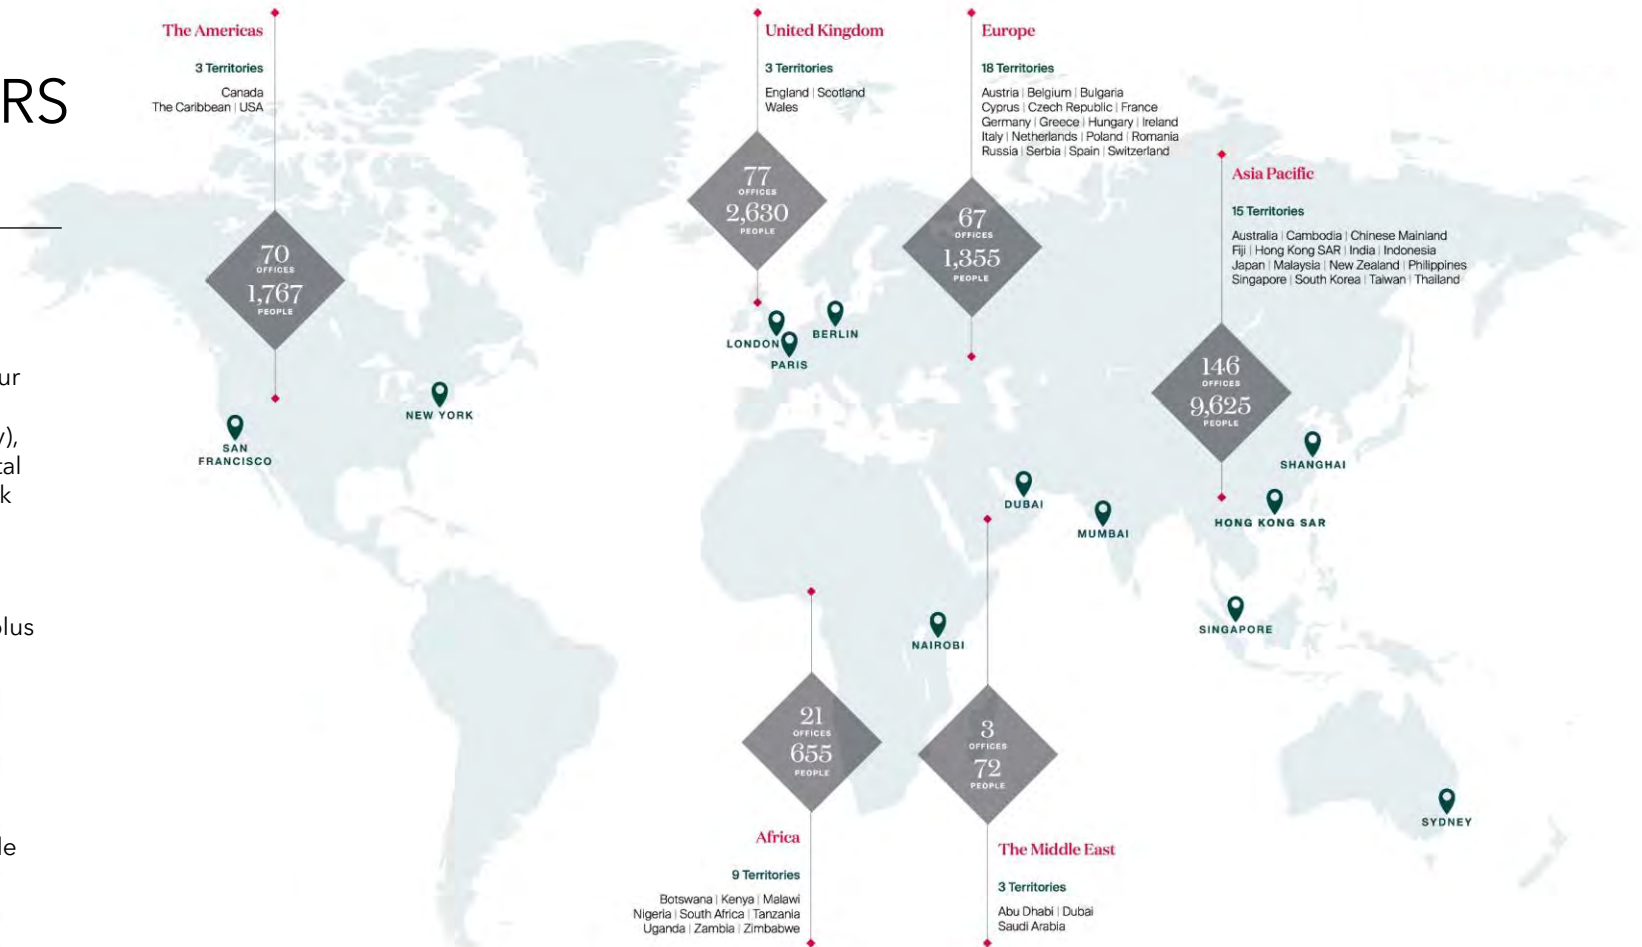 RS
ur
y),
tal
k
plus
le
The Americas
3 Territories
Canada
The Caribbean | USA
70
OFFICES
1,767
PEOPLE
United Kingdom
3 Territories
England | Scotland
Wales
77
OFFICES
2,630
PEOPLE
Europe
18 Territories
Austria | Belgium | Bulgaria
Cyprus | Czech Republic | France
Germany | Greece | Hungary | Ireland
Italy | Netherlands | Poland | Romania
Russia | Serbia | Spain | Switzerland
67
OFFICES
1,355
PEOPLE
Asia Pacific
15 Territories
Australia | Cambodia | Chinese Mainland
Fiji | Hong Kong SAR | India | Indonesia
Japan | Malaysia | New Zealand | Philippines
Singapore | South Korea | Taiwan | Thailand
146
OFFICES
9,625
PEOPLE
LONDON
BERLIN
PARIS
NEW YORK
SAN
FRANCISCO
SHANGHAI
DUBAI
HONG KONG SAR
MUMBAI
SINGAPORE
NAIROBI
SYDNEY
21
OFFICES
655
PEOPLE
Africa
9 Territories
Botswana | Kenya | Malawi
Nigeria | South Africa | Tanzania
Uganda | Zambia | Zimbabwe
3
OFFICES
72
PEOPLE
The Middle East
3 Territories
Abu Dhabi | Dubai
Saudi Arabia